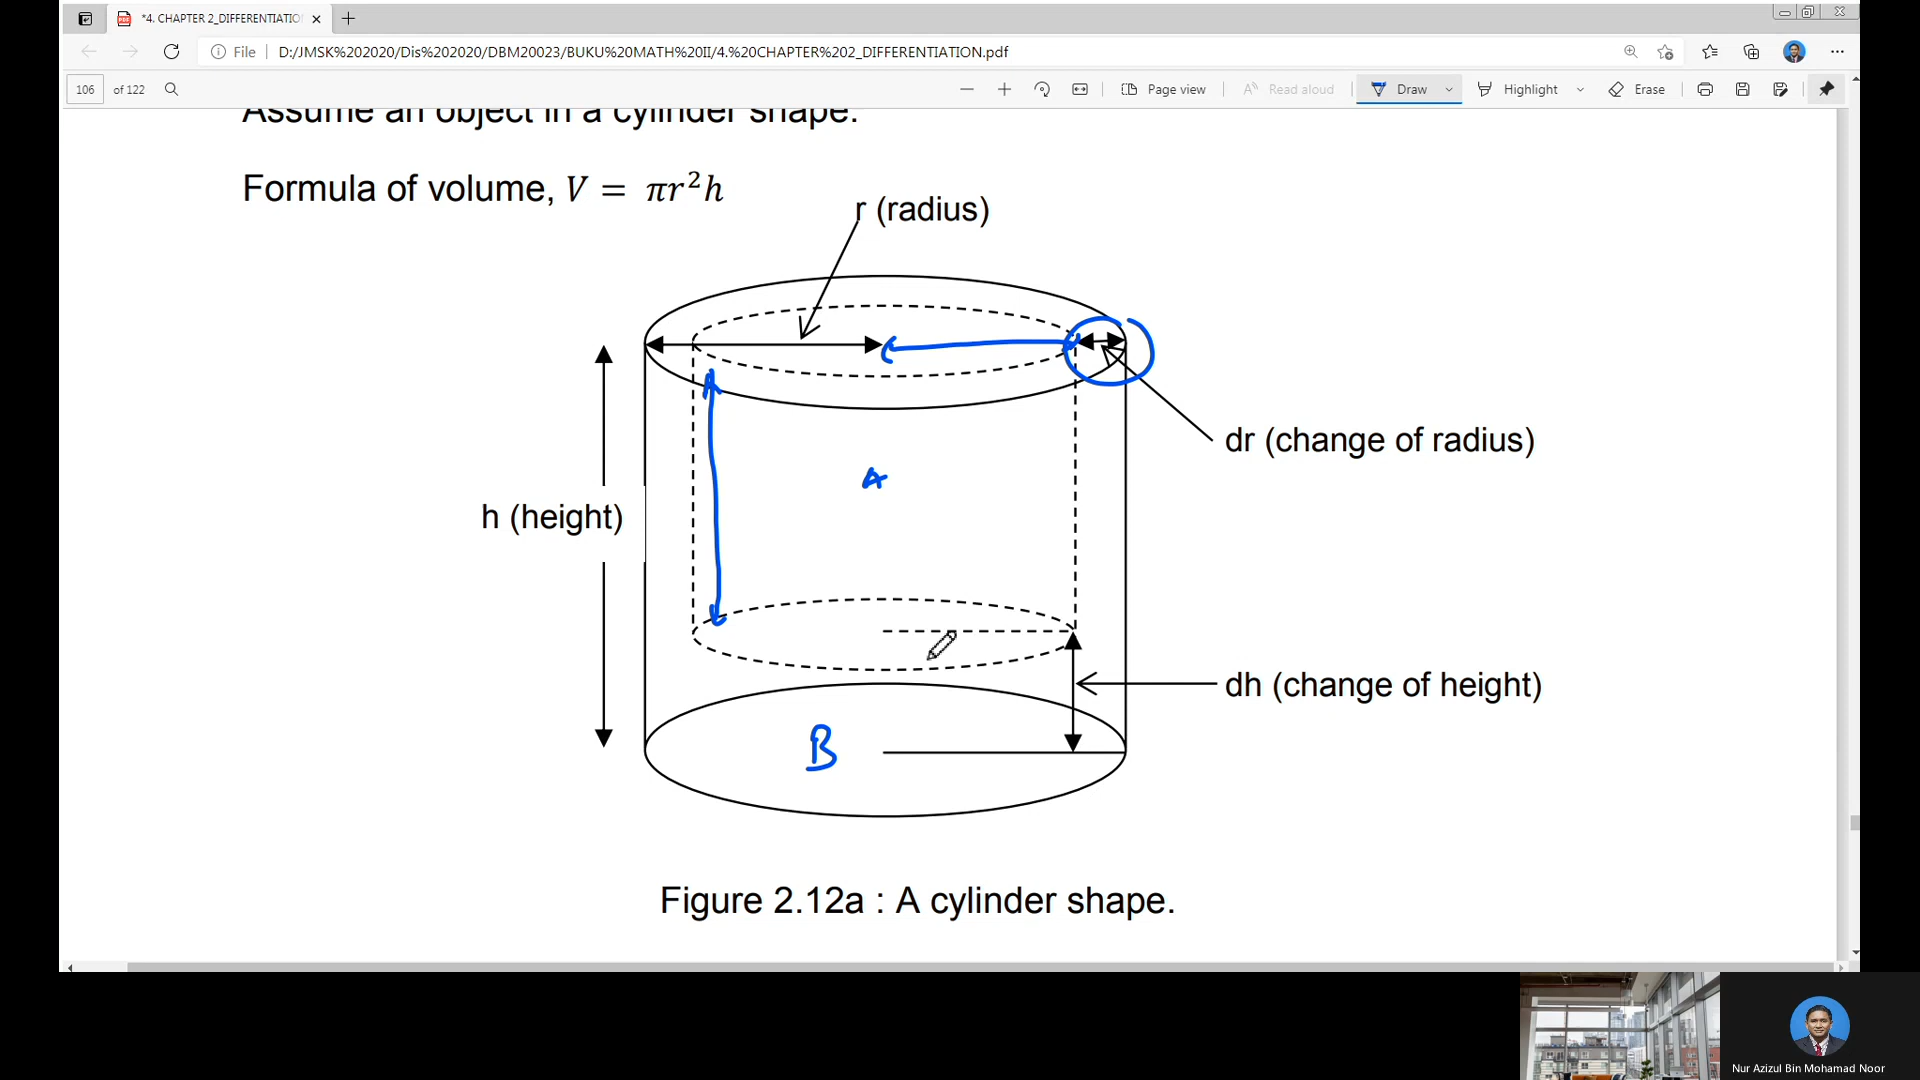 *4. CHAPTER 2_DIFFERENTIATIO
File
D:/JMSK%202020/Dis%202020/DBM20023/BUKU%20MATH%20II/4.%20CHAPTER%202_DIFFERENTIATION.pdf
106 of 122
Page view
Read aloud
Draw
Highlight
Erase
Assume an object in a cylinder shape.
Formula of volume, V = πr²h
r (radius)
dr (change of radius)
A
h (height)
dh (change of height)
B
Figure 2.12a : A cylinder shape.
Nur Azizul Bin Mohamad Noor